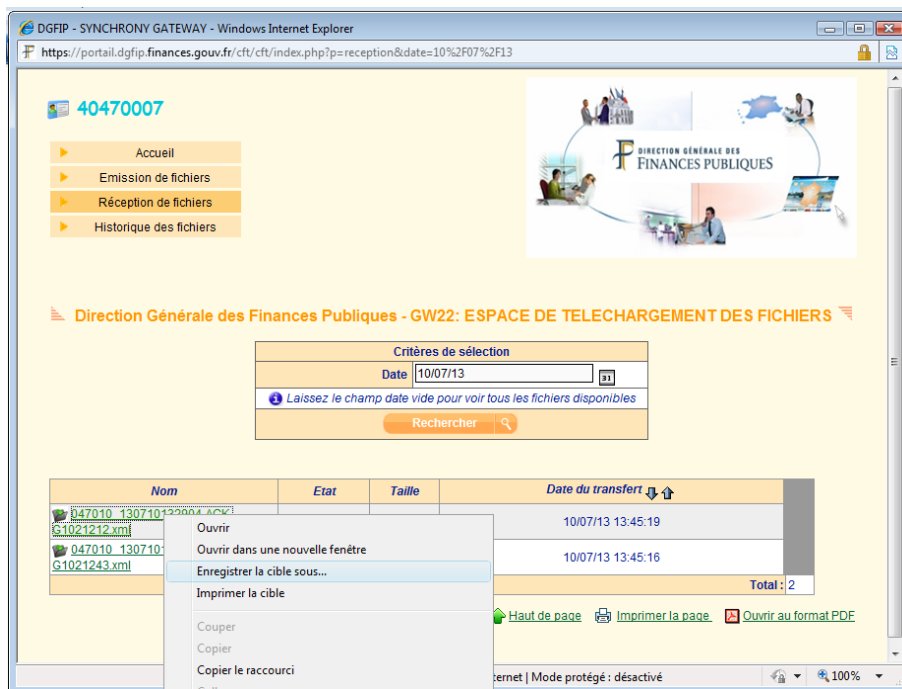 DGFIP - SYNCHRONY GATEWAY - Windows Internet Explorer
https://portail.dgfip.finances.gouv.fr/cft/cft/index.php?p=reception&date=10%2F07%2F13
40470007
Accueil
Emission de fichiers
Réception de fichiers
Historique des fichiers
DIRECTION GÉNÉRALE DES
FINANCES PUBLIQUES
Direction Générale des Finances Publiques - GW22: ESPACE DE TELECHARGEMENT DES FICHIERS
Critères de sélection
Date 10/07/13 31
Laissez le champ date vide pour voir tous les fichiers disponibles
Rechercher
Nom Etat Taille Date du transfert
047010_130710132904.ACK
G1021212.xml
10/07/13 13:45:19
047010_130710
G1021243.xml
10/07/13 13:45:16
Total : 2
Ouvrir
Ouvrir dans une nouvelle fenêtre
Enregistrer la cible sous...
Imprimer la cible
Couper
Copier
Copier le raccourci
Haut de page Imprimer la page Ouvrir au format PDF
ternet | Mode protégé : désactivé 100%